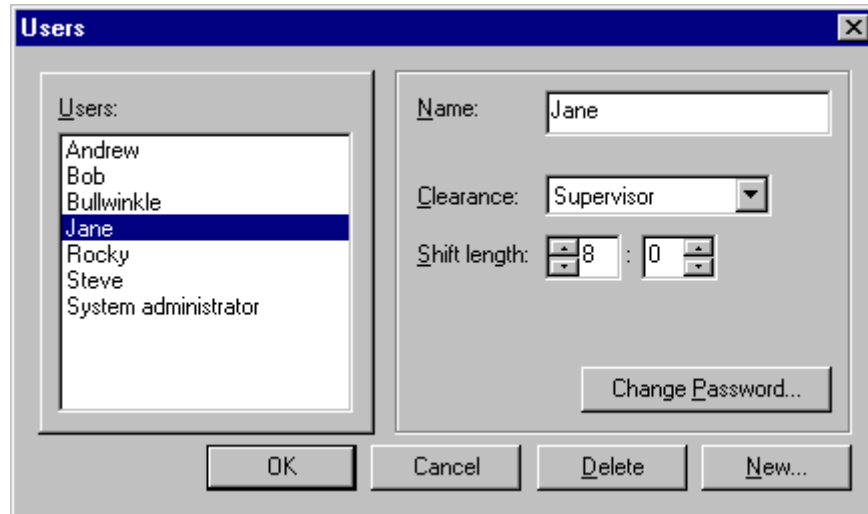 Users
Users:
Andrew
Bob
Bullwinkle
Jane
Rocky
Steve
System administrator
Name: Jane
Clearance: Supervisor
Shift length: 8 : 0
Change Password...
OK Cancel Delete New...